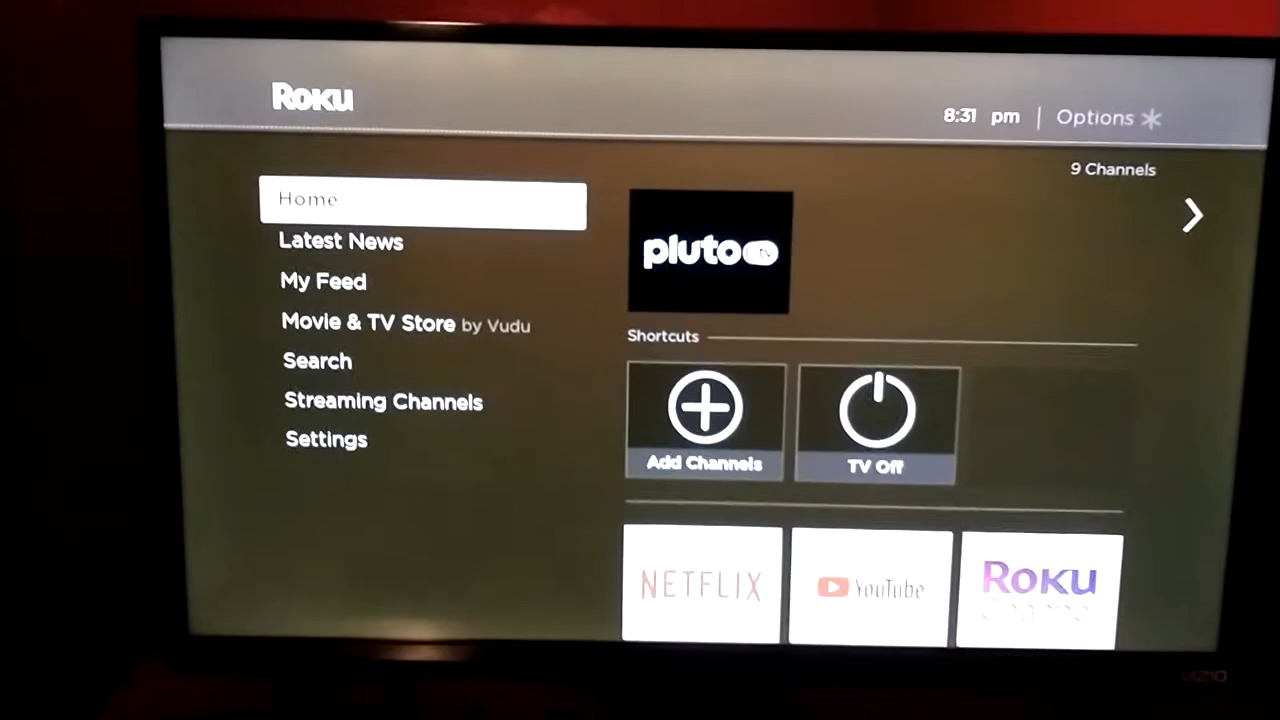 Roku
8:31 pm | Options
9 Channels
Home
Latest News
My Feed
Movie & TV Store by Vudu
Search
Streaming Channels
Settings
pluto
Shortcuts
Add Channels
TV Off
NETFLIX
YouTube
Roku
VIZIO